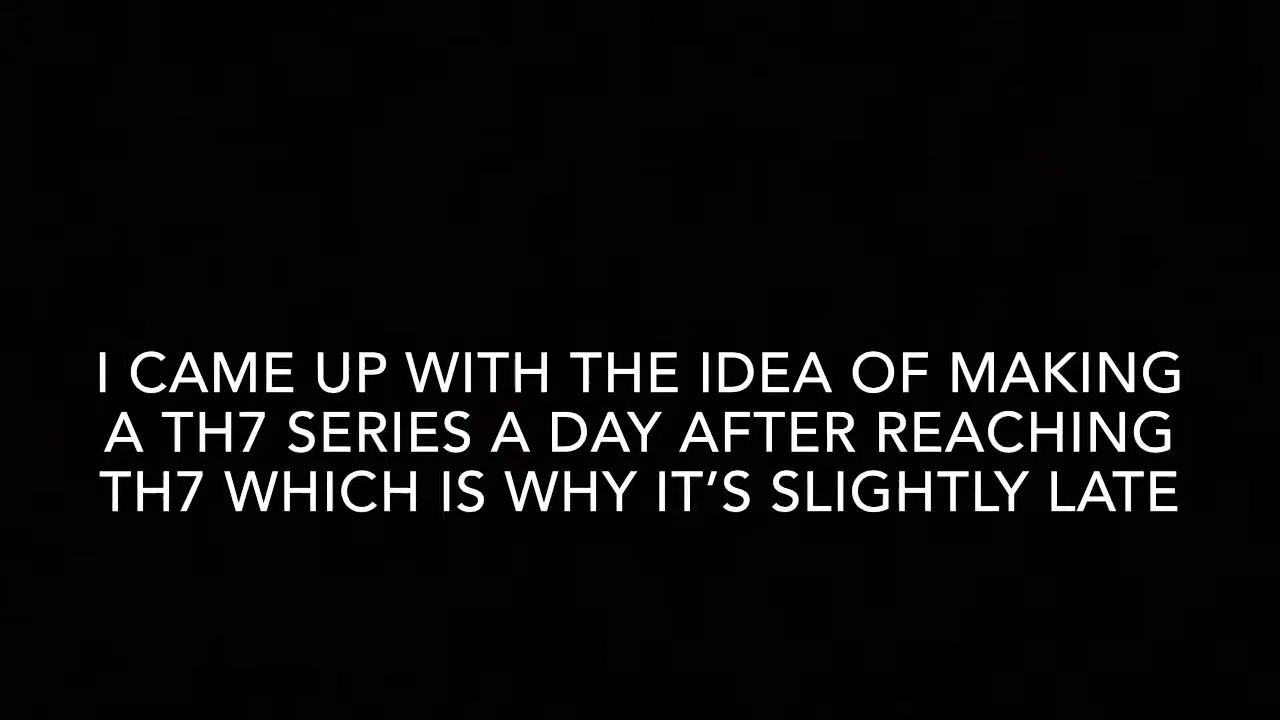 I CAME UP WITH THE IDEA OF MAKING
A TH7 SERIES A DAY AFTER REACHING
TH7 WHICH IS WHY IT’S SLIGHTLY LATE